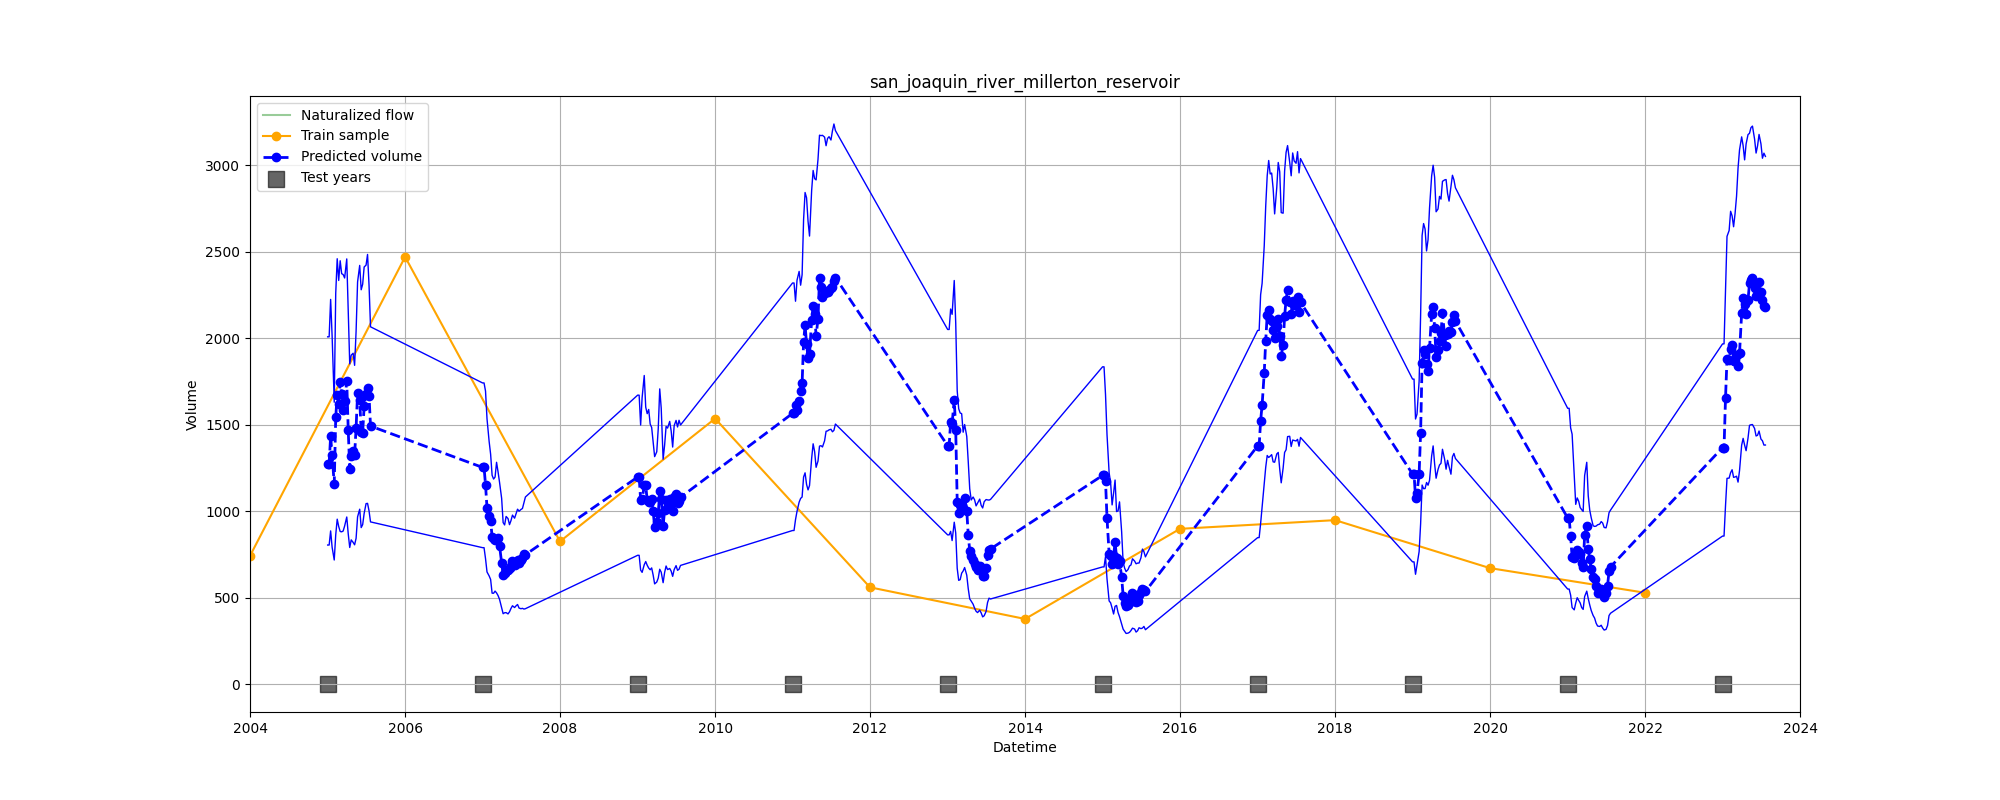 san_joaquin_river_millerton_reservoir
Naturalized flow
Train sample
Predicted volume
Test years
Volume
3000
2500
2000
1500
1000
500
0
2004 2006 2008 2010 2012 2014 2016 2018 2020 2022 2024
Datetime